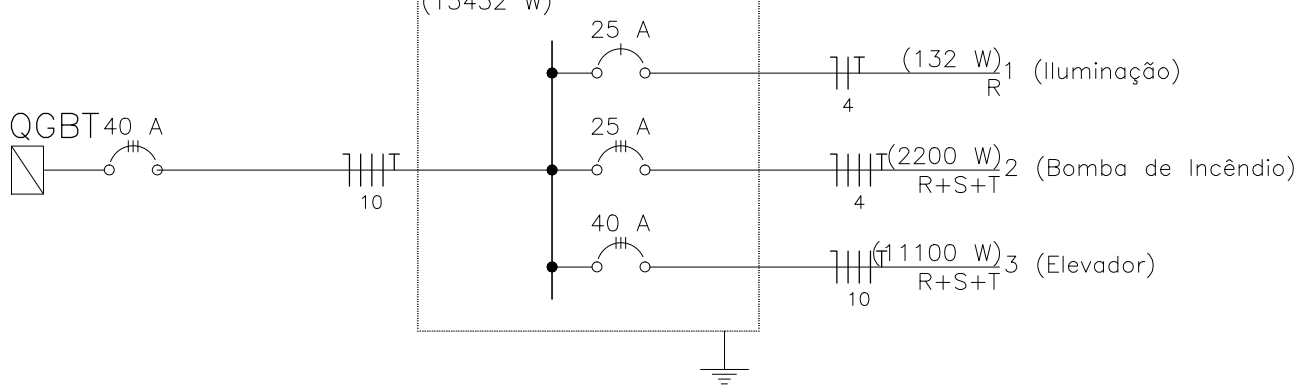 (13432 W)
25 A
(132 W) 1 (Iluminação)
R
4
QGBT 40 A
10
25 A
(2200 W) 2 (Bomba de Incêndio)
R+S+T
4
40 A
(11100 W) 3 (Elevador)
R+S+T
10